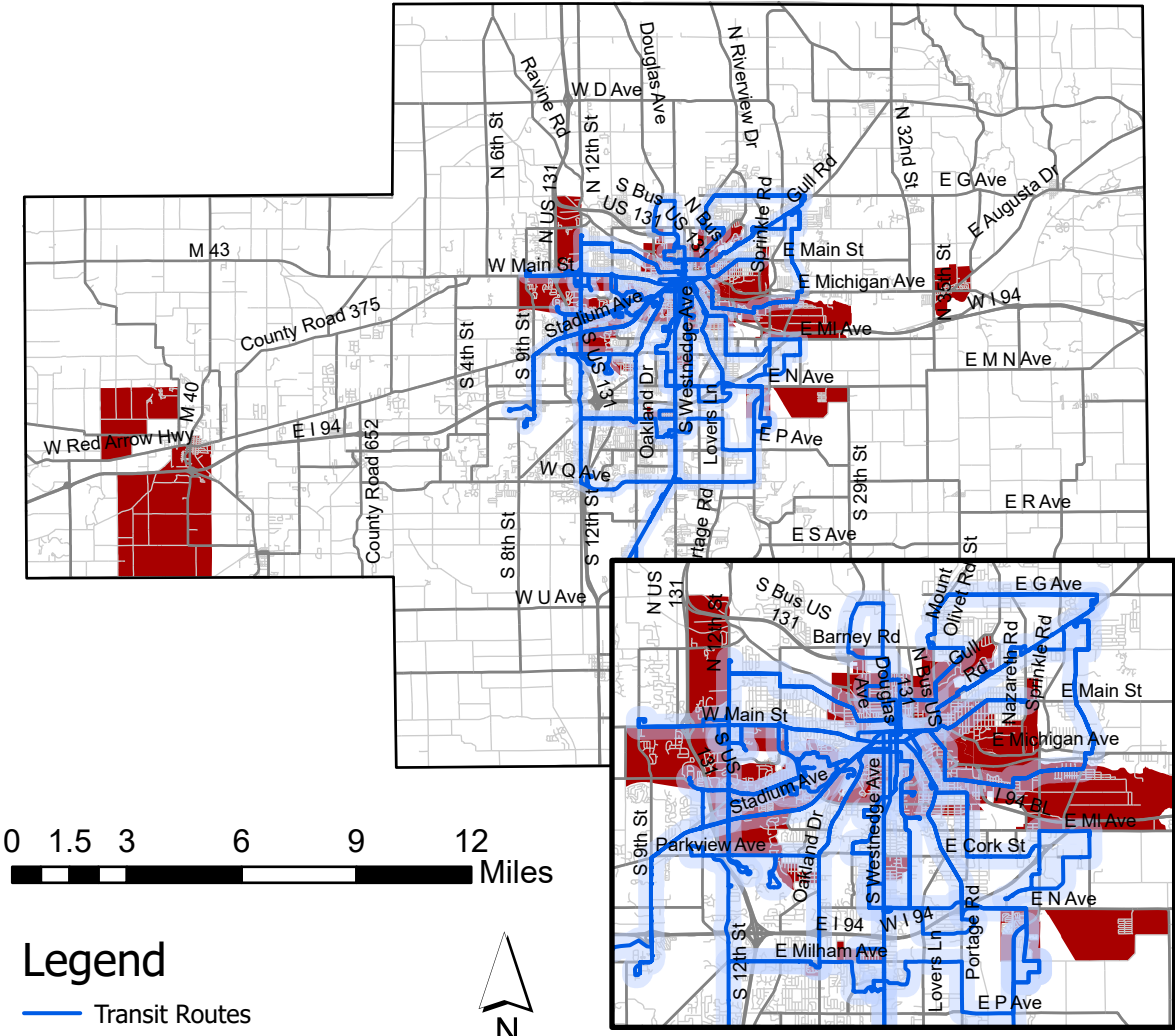 Ravine Rd
Douglas Ave
N Riverview Dr
W D Ave
N 6th St
N 12th St
N 32nd St
N US 131
S Bus US 131
US 131
N Bus
Sprinkle Rd
Gull Rd
E G Ave
E Augusta Dr
M 43
W Main St
E Main St
E Michigan Ave
N 35th St
W I 94
County Road 375
Stadium Ave
S 4th St
S 9th St
S US 131
S Westnedge Ave
E MI Ave
E M N Ave
E N Ave
M 40
W Red Arrow Hwy
E I 94
County Road 652
Oakland Dr
Lovers Ln
E P Ave
W Q Ave
S 29th St
S 8th St
S 12th St
rtage Rd
E R Ave
E S Ave
W U Ave
N US
131
N 12th St
S Bus US
131
Barney Rd
Mount
Olivet Rd
St
E G Ave
Douglas
Ave
N Bus US
131
Gull
Rd
Nazareth Rd
Sprinkle Rd
E Main St
W Main St
S US
131
E Michigan Ave
Stadium Ave
I 94 BL
E MI Ave
S 9th St
Parkview Ave
Oakland Dr
S Westnedge Ave
E Cork St
E N Ave
E I 94
W I 94
E Milham Ave
S 12th St
Lovers Ln
Portage Rd
E P Ave
0 1.5 3 6 9 12
Miles
Legend
Transit Routes
N